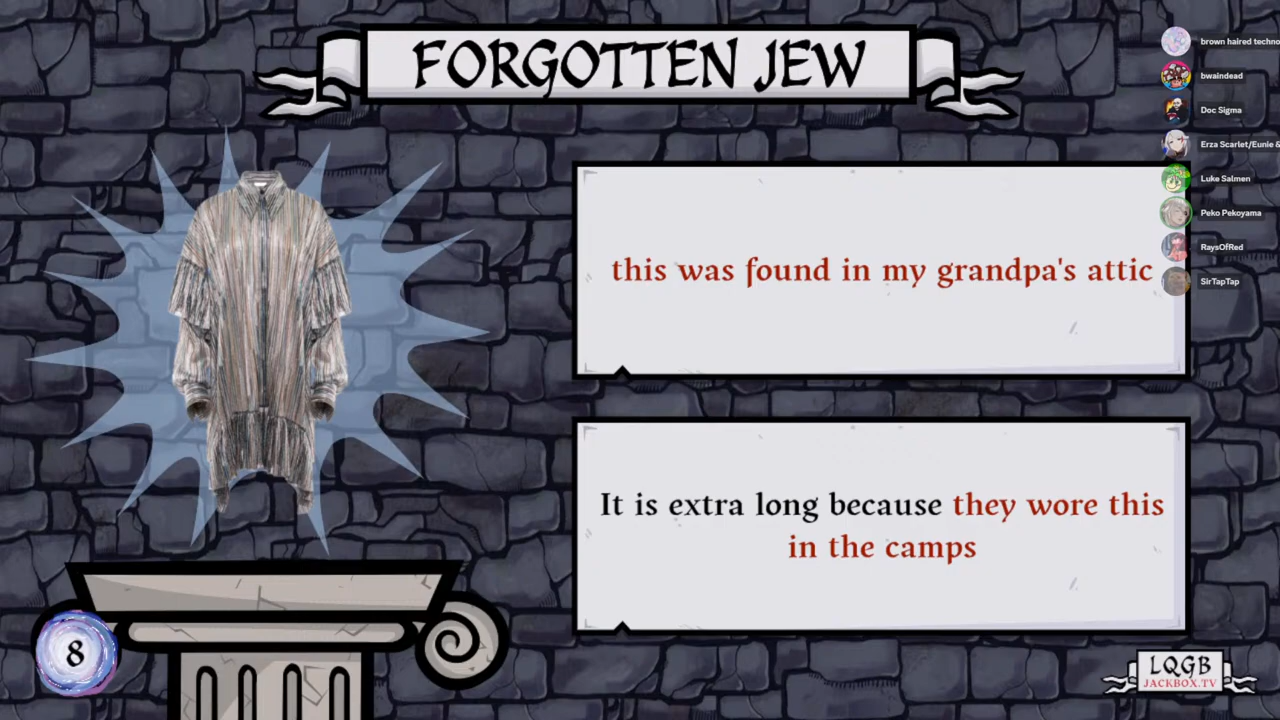 FORGOTTEN JEW
brown haired techno
bwaindead
Doc Sigma
Erza Scarlet/Eunie &
Luke Salmen
Peko Pekoyama
RaysOfRed
SirTapTap
this was found in my grandpa's attic
It is extra long because they wore this
in the camps
8
LQGB
JACKBOX.TV